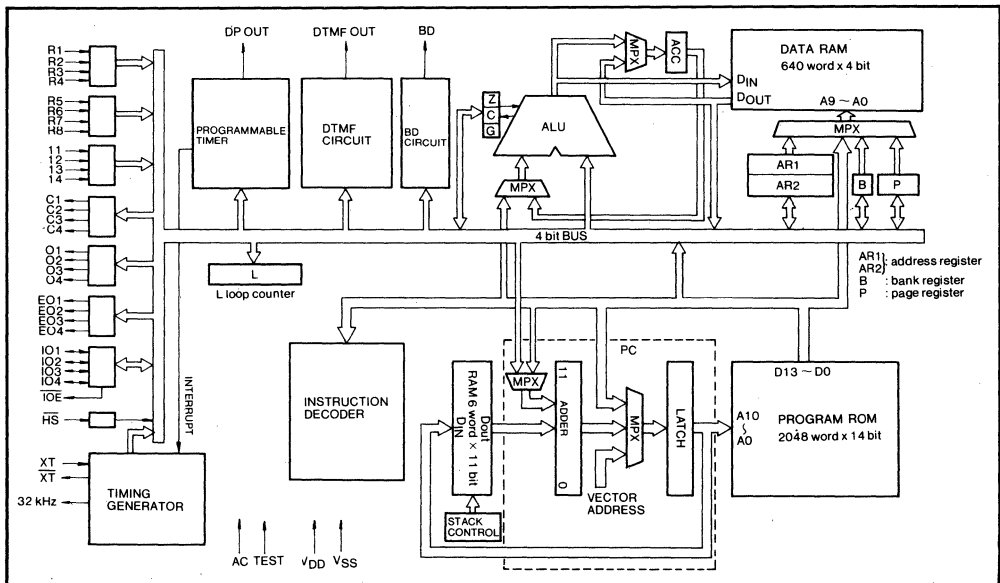 DP OUT
DTMF OUT
BD
R1
R2
R3
R4
R5
R6
R7
R8
I1
I2
I3
I4
C1
C2
C3
C4
O1
O2
O3
O4
EO1
EO2
EO3
EO4
IO1
IO2
IO3
IO4
IOE
HS
XT
XT
32 kHz
PROGRAMMABLE
TIMER
DTMF
CIRCUIT
BD
CIRCUIT
Z
C
G
ALU
MPX
ACC
MPX
DATA RAM
640 word x 4 bit
DIN
DOUT
A9 ~ A0
MPX
AR1
AR2
B
P
4 bit BUS
L
L loop counter
AR1
AR2
: address register
B : bank register
P : page register
INTERRUPT
TIMING
GENERATOR
INSTRUCTION
DECODER
AC
TEST
VDD
VSS
RAM 6 word × 11 bit
DIN
Dout
STACK
CONTROL
PC
MPX
11
ADDER
0
MPX
VECTOR
ADDRESS
LATCH
D13 ~ D0
A10
~
A0
PROGRAM ROM
2048 word x 14 bit